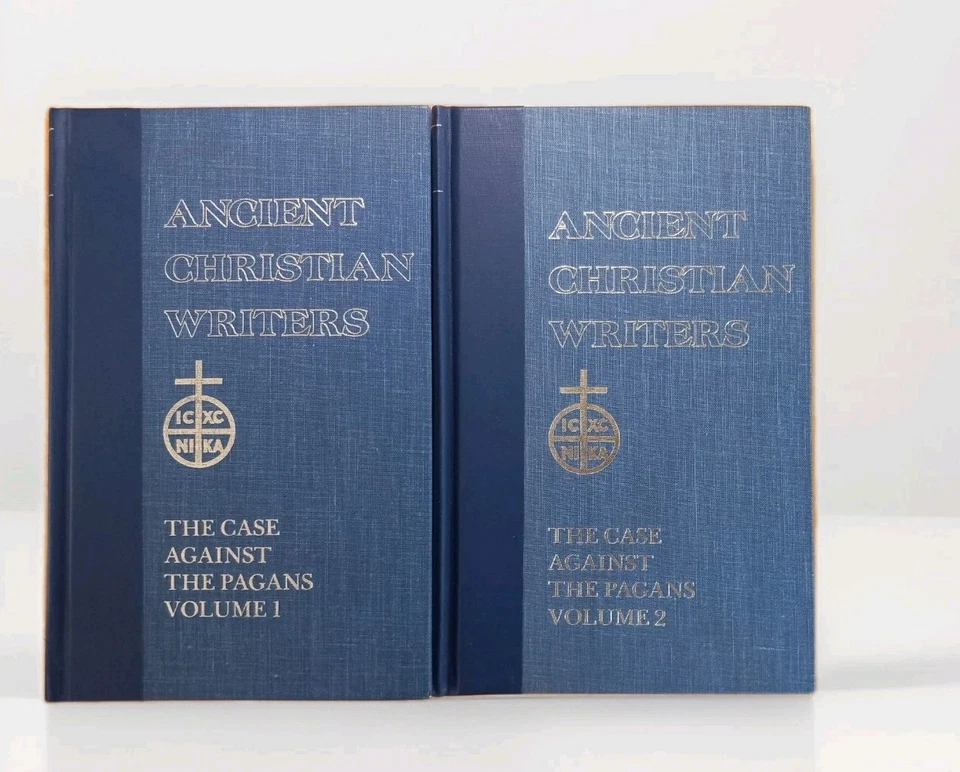 ANCIENT
CHRISTIAN
WRITERS
IC XC
NI KA
THE CASE
AGAINST
THE PAGANS
VOLUME 1
ANCIENT
CHRISTIAN
WRITERS
IC XC
NI KA
THE CASE
AGAINST
THE PAGANS
VOLUME 2